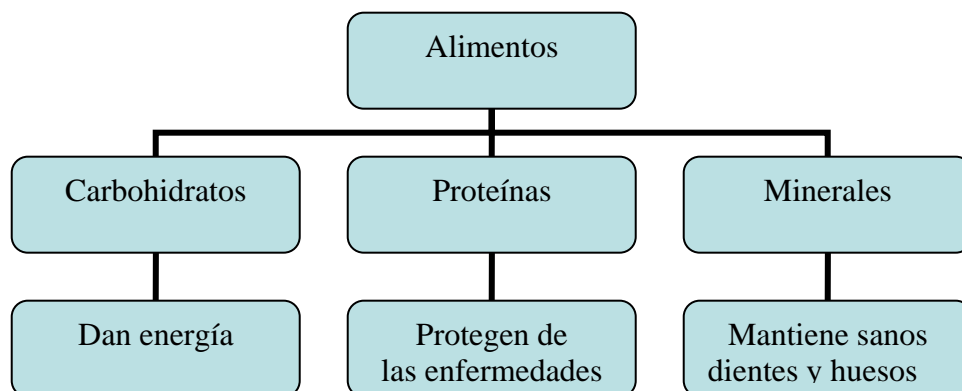 Alimentos
Carbohidratos
Proteínas
Minerales
Dan energía
Protegen de
las enfermedades
Mantiene sanos
dientes y huesos